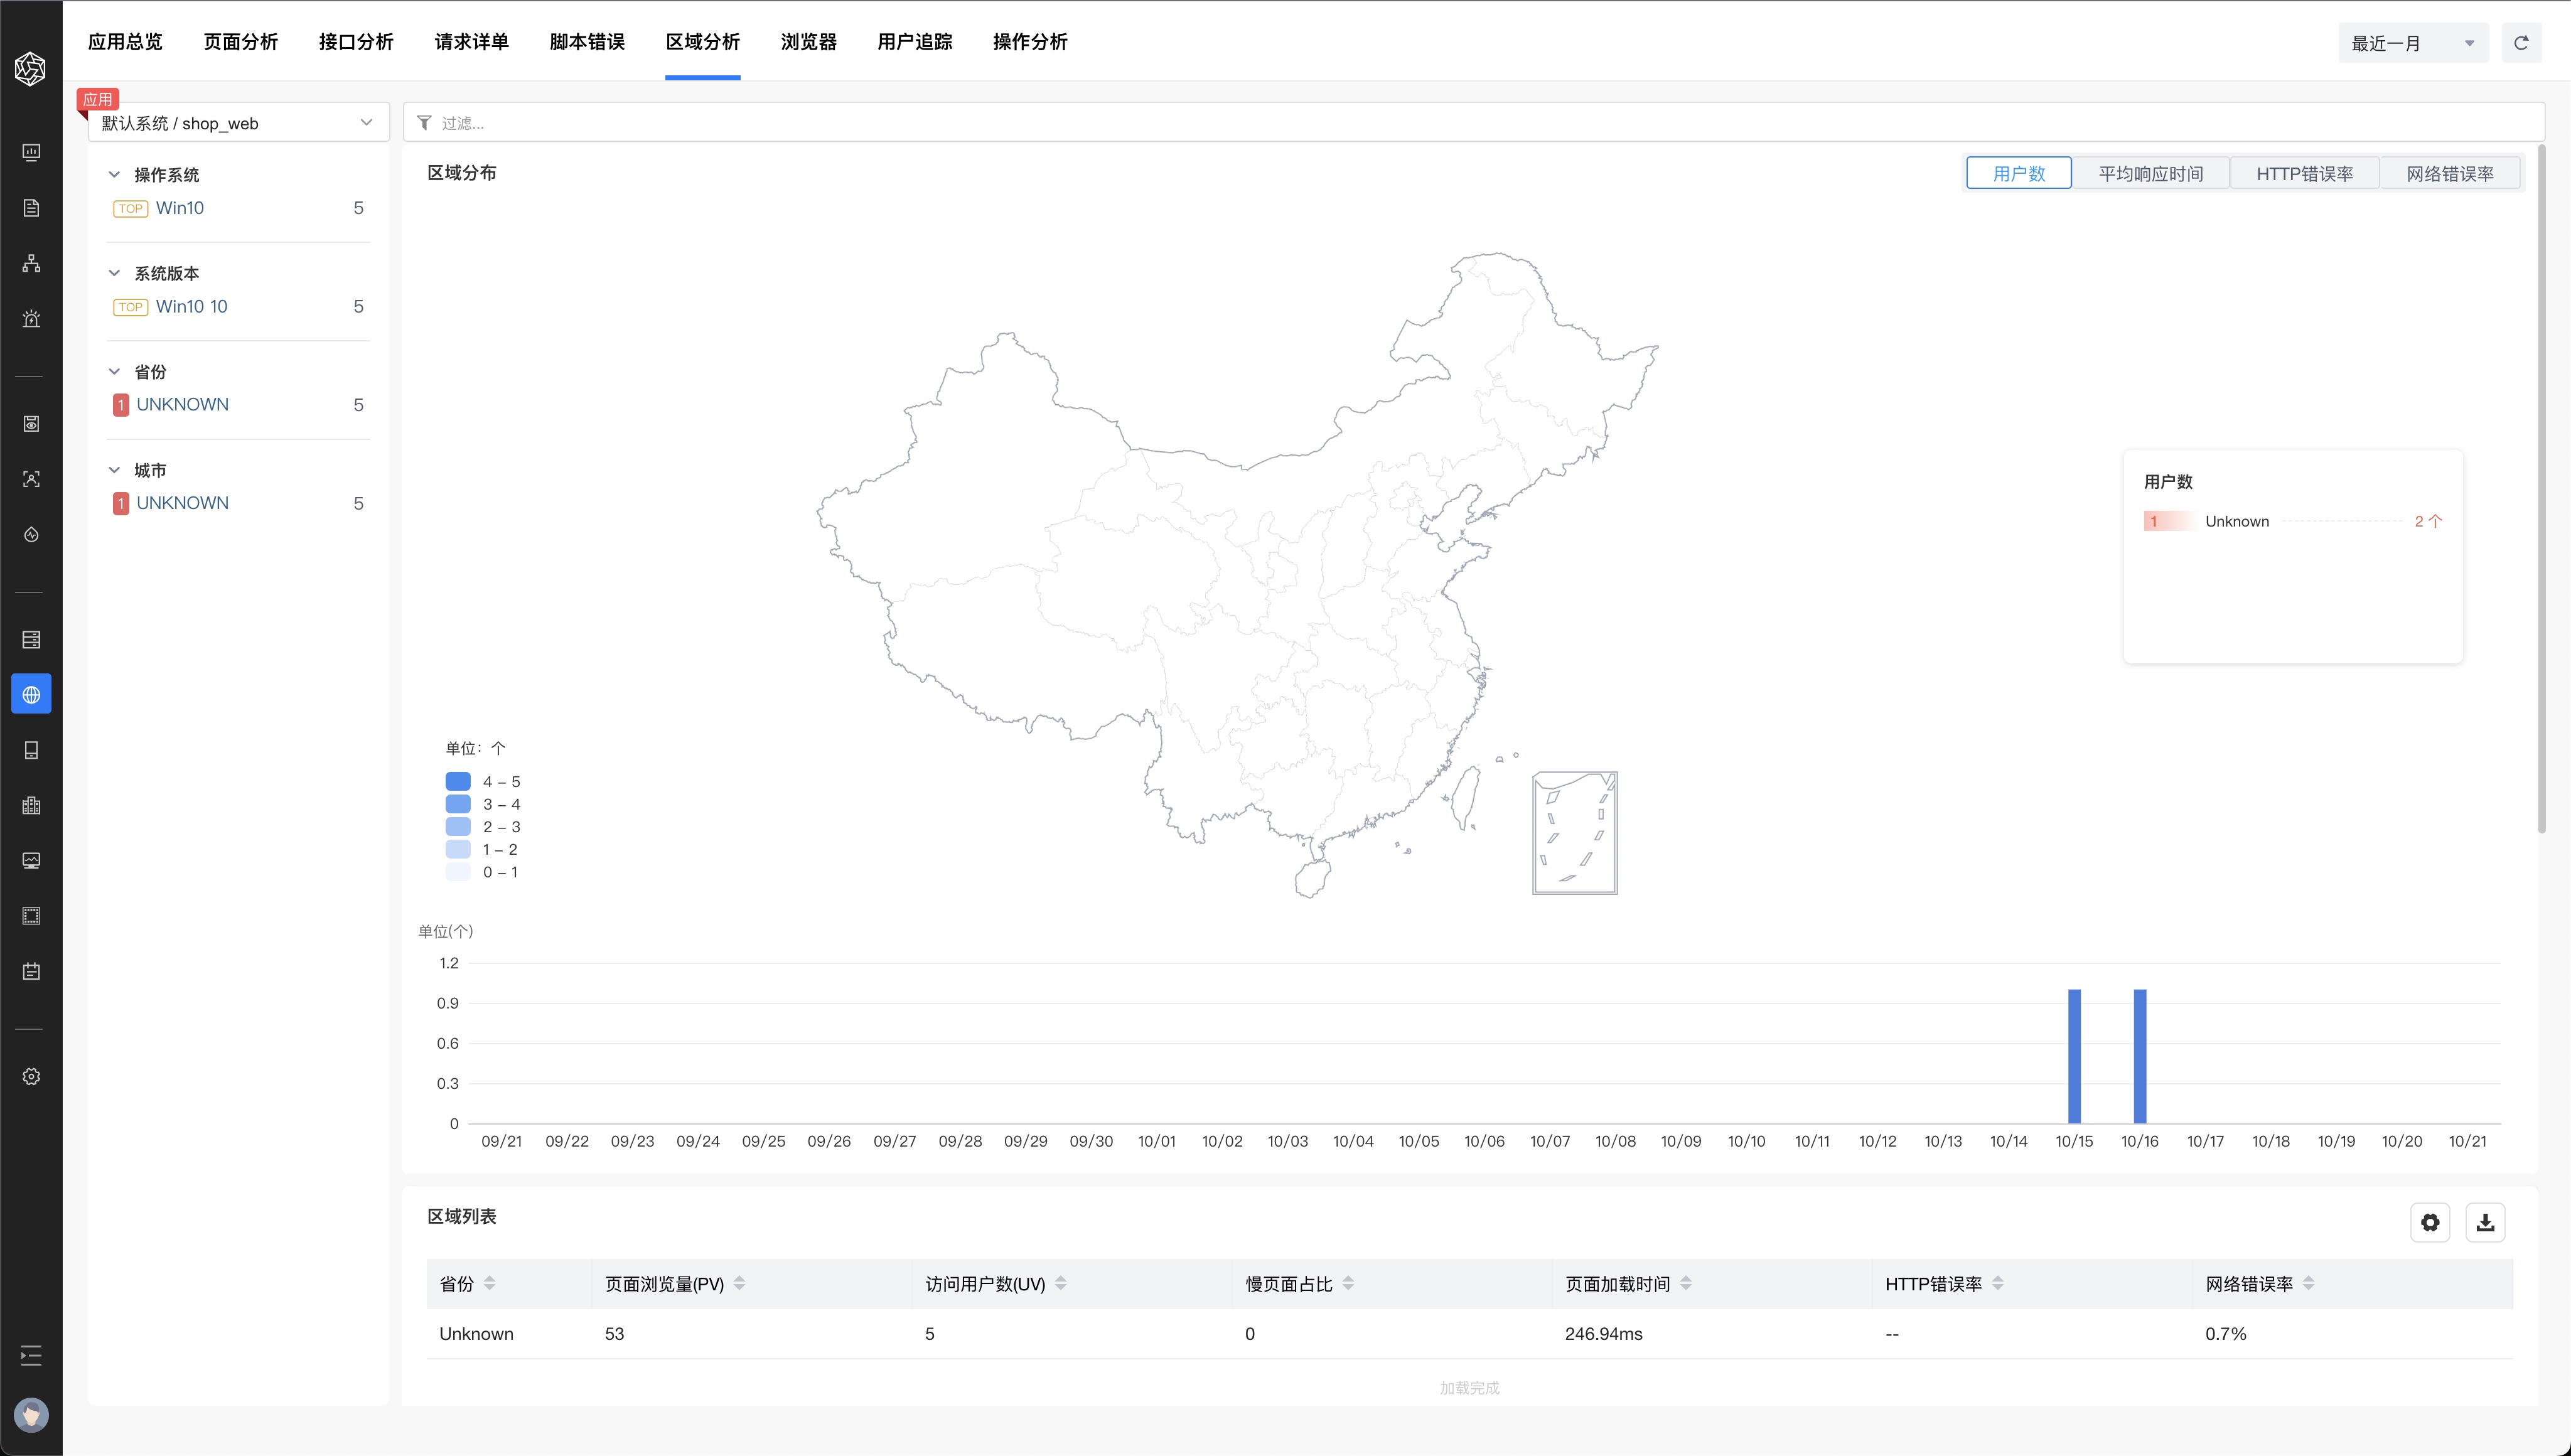 应用总览 页面分析 接口分析 请求详单 脚本错误 区域分析 浏览器 用户追踪 操作分析 最近一月
应用
默认系统 / shop_web
过滤...
操作系统
TOP Win10 5
系统版本
TOP Win10 10 5
省份
1 UNKNOWN 5
城市
1 UNKNOWN 5
区域分布
用户数 平均响应时间 HTTP错误率 网络错误率
用户数
1 Unknown 2 个
单位：个
4 – 5
3 – 4
2 – 3
1 – 2
0 – 1
单位(个)
1.2
0.9
0.6
0.3
0
09/21 09/22 09/23 09/24 09/25 09/26 09/27 09/28 09/29 09/30 10/01 10/02 10/03 10/04 10/05 10/06 10/07 10/08 10/09 10/10 10/11 10/12 10/13 10/14 10/15 10/16 10/17 10/18 10/19 10/20 10/21
区域列表
省份 页面浏览量(PV) 访问用户数(UV) 慢页面占比 页面加载时间 HTTP错误率 网络错误率
Unknown 53 5 0 246.94ms -- 0.7%
加载完成